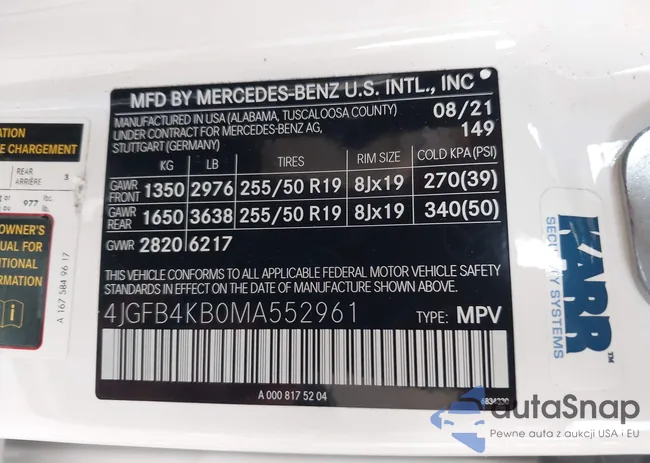 MFD BY MERCEDES-BENZ U.S. INTL., INC
MANUFACTURED IN USA (ALABAMA, TUSCALOOSA COUNTY)
UNDER CONTRACT FOR MERCEDES-BENZ AG,
STUTTGART (GERMANY)
08/21
149
KG LB TIRES RIM SIZE COLD KPA (PSI)
GAWR FRONT 1350 2976 255/50 R19 8Jx19 270(39)
GAWR REAR 1650 3638 255/50 R19 8Jx19 340(50)
GVWR 2820 6217
THIS VEHICLE CONFORMS TO ALL APPLICABLE FEDERAL MOTOR VEHICLE SAFETY
STANDARDS IN EFFECT ON THE DATE OF MANUFACTURE SHOWN ABOVE.
4JGFB4KB0MA552961 TYPE: MPV
A 000 817 52 04
ATION
E CHARGEMENT
REAR
ARRIÈRE 3
977 lb.
OWNER'S
UAL FOR
ITIONAL
RMATION
i
A 167 584 96 17
KARR™
SECURITY SYSTEMS
autoSnap
Pewne auta z aukcji USA i EU